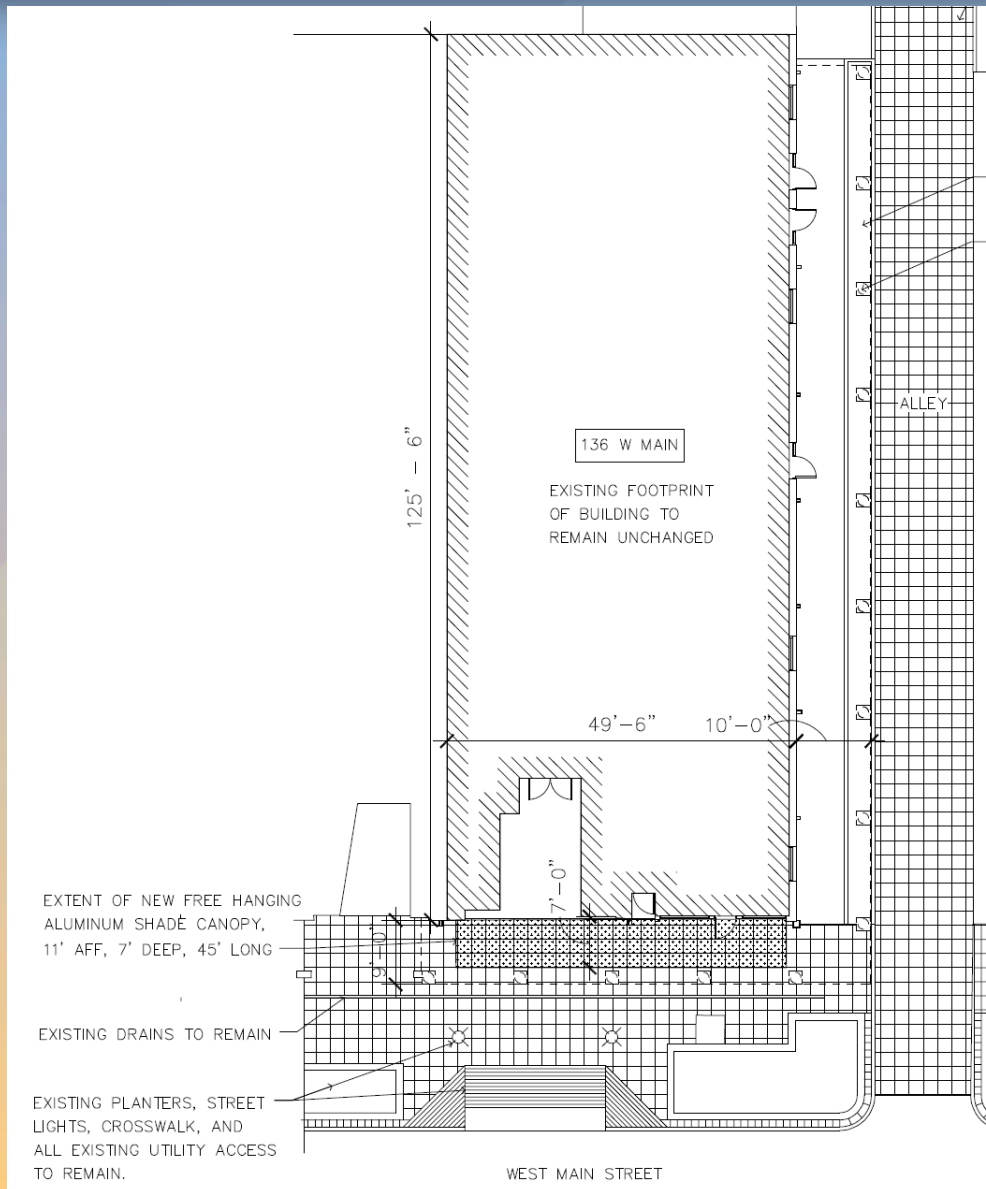 125' - 6"
136 W MAIN
EXISTING FOOTPRINT
OF BUILDING TO
REMAIN UNCHANGED
ALLEY
49'-6"
10'-0"
7'-0"
9'-0"
EXTENT OF NEW FREE HANGING
ALUMINUM SHADE CANOPY,
11' AFF, 7' DEEP, 45' LONG
EXISTING DRAINS TO REMAIN
EXISTING PLANTERS, STREET
LIGHTS, CROSSWALK, AND
ALL EXISTING UTILITY ACCESS
TO REMAIN.
WEST MAIN STREET